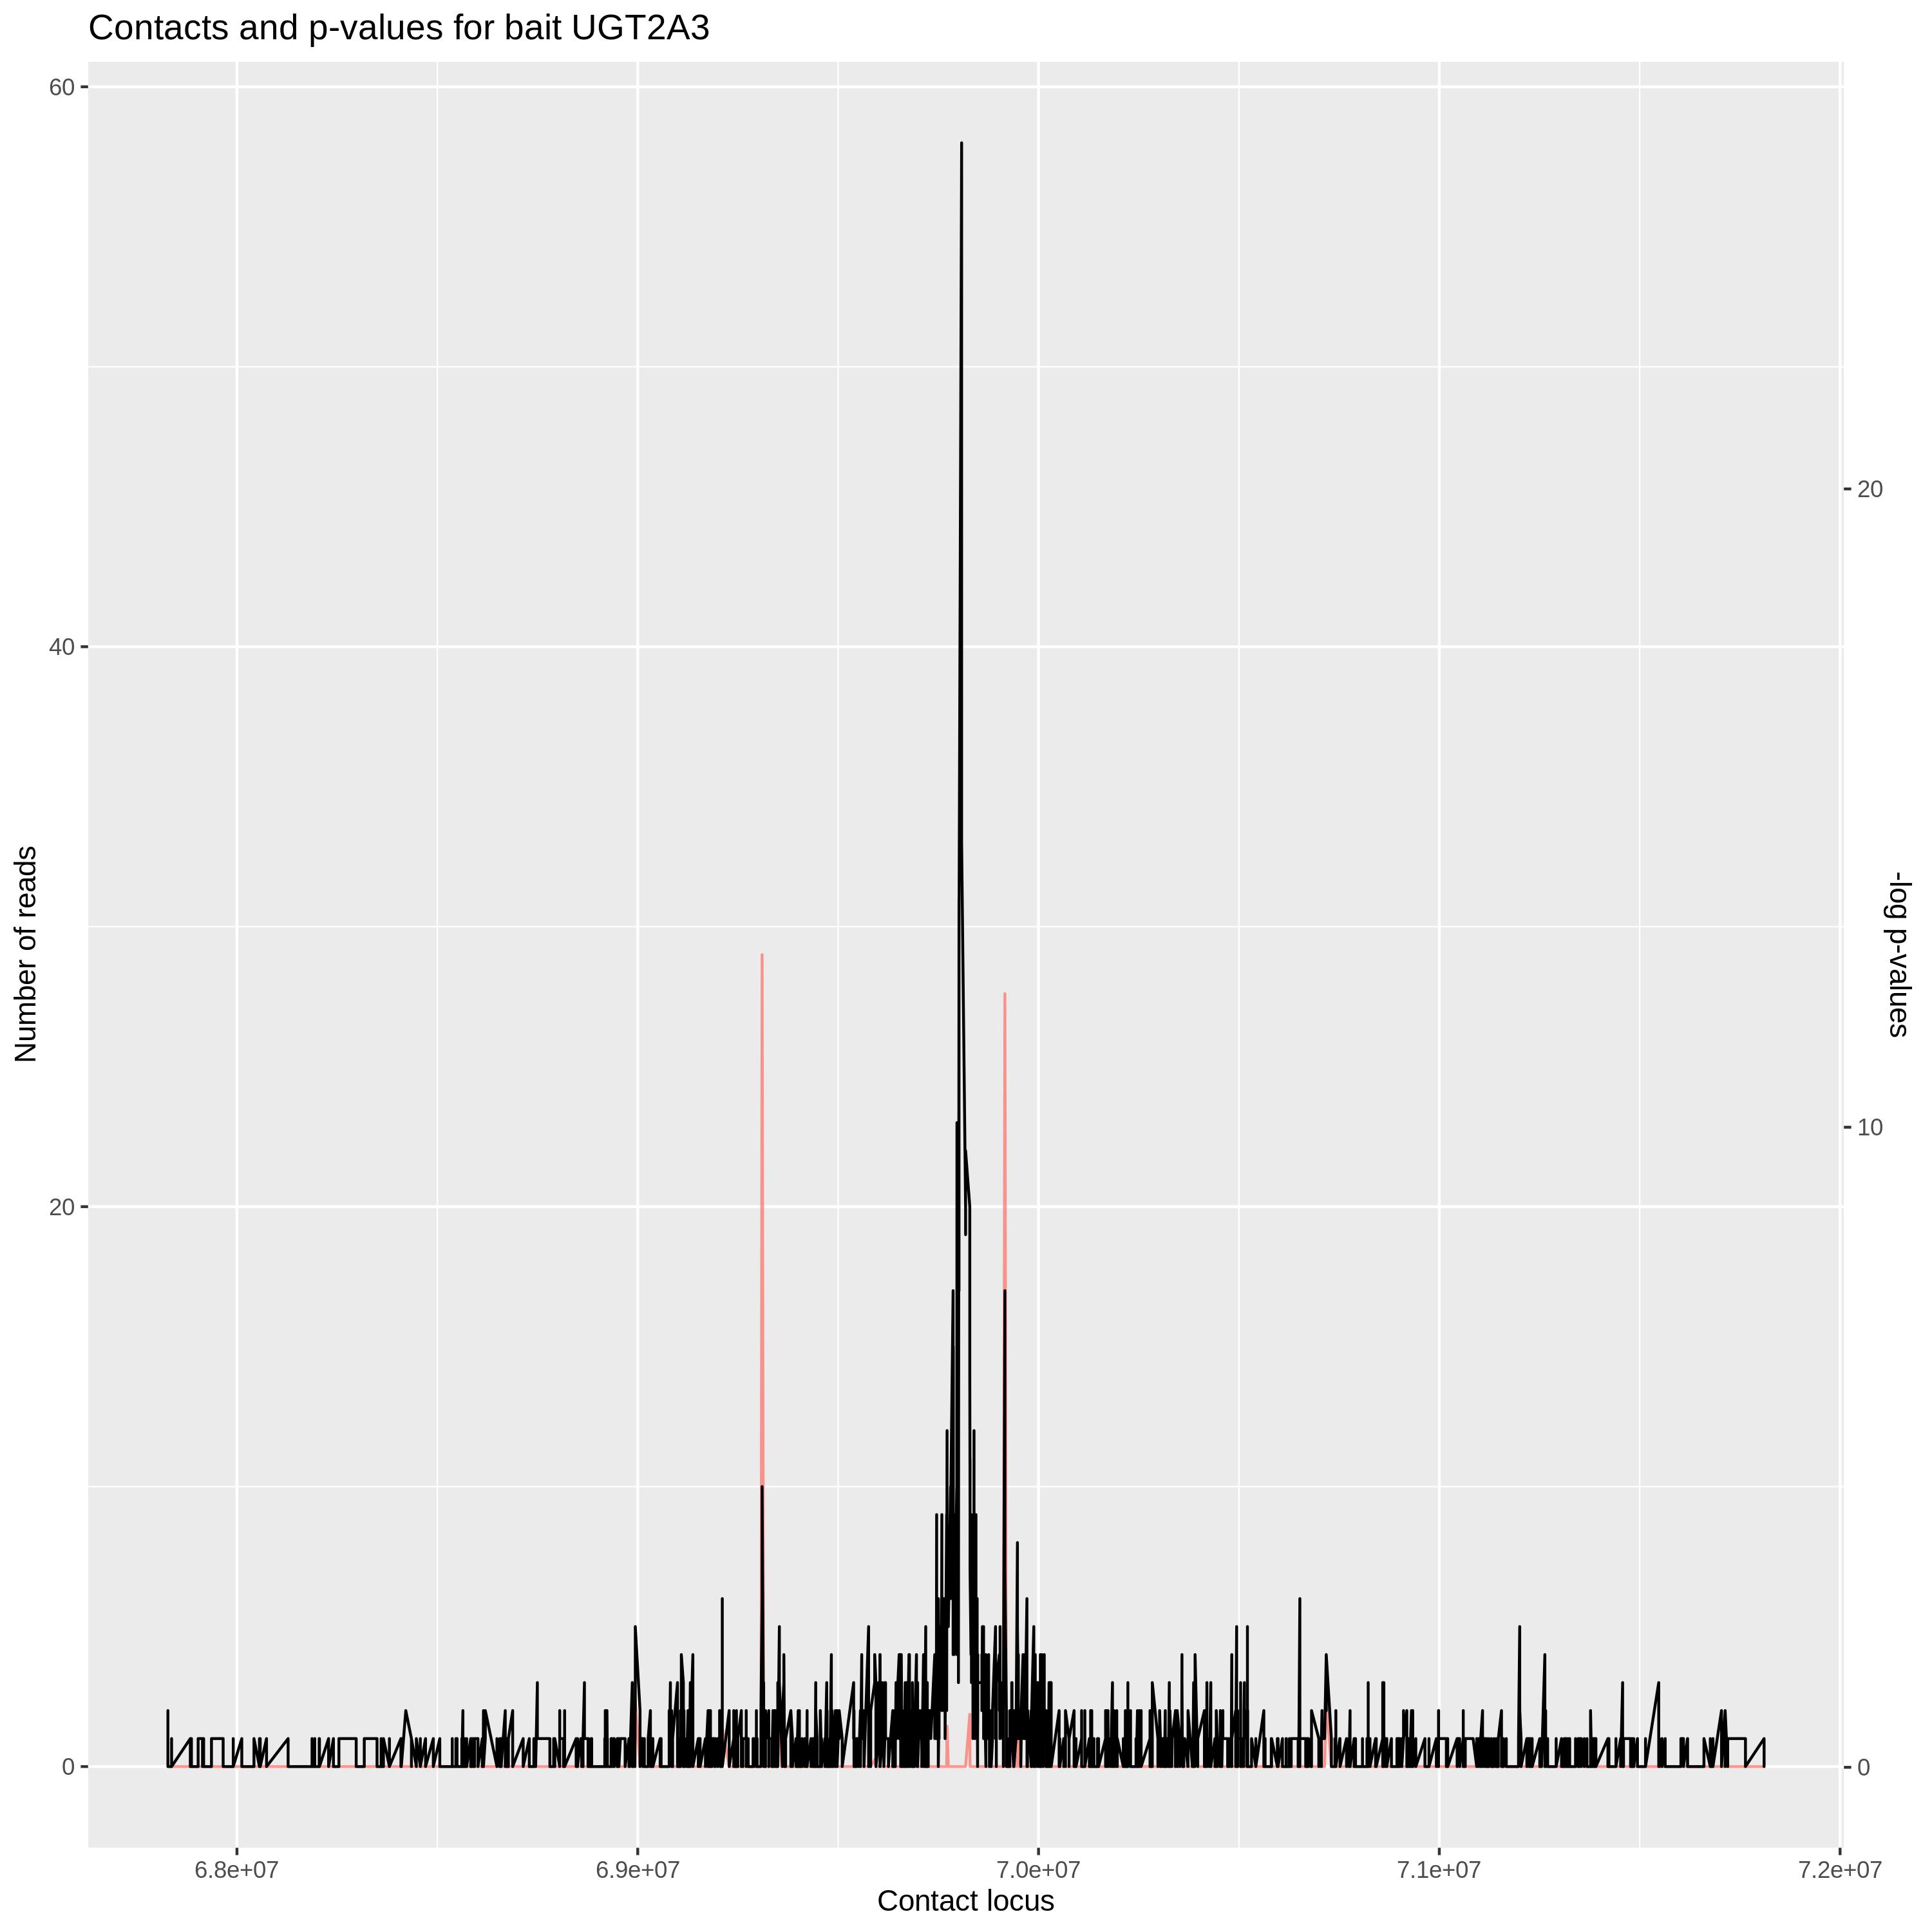 Contacts and p-values for bait UGT2A3
60
40
20
0
Number of reads
20
10
0
-log p-values
6.8e+07
6.9e+07
7.0e+07
7.1e+07
7.2e+07
Contact locus